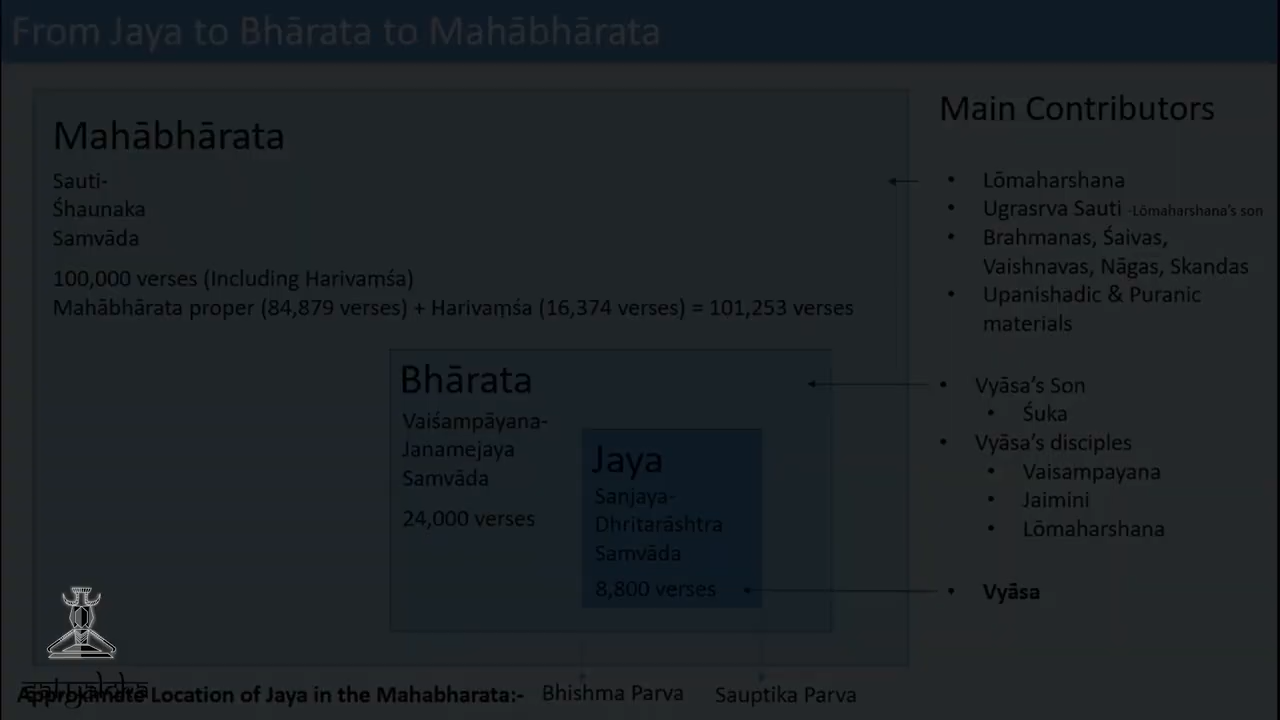 From Jaya to Bhārata to Mahābhārata
Mahābhārata
Sauti-
Śhaunaka
Samvāda
100,000 verses (Including Harivaṃśa)
Mahābhārata proper (84,879 verses) + Harivaṃśa (16,374 verses) = 101,253 verses
Bhārata
Vaiśampāyana-
Janamejaya
Samvāda
24,000 verses
Jaya
Sanjaya-
Dhritarāshtra
Samvāda
8,800 verses
Main Contributors
• Lōmaharshana
• Ugrasrva Sauti -Lōmaharshana's son
• Brahmanas, Śaivas,
Vaishnavas, Nāgas, Skandas
• Upanishadic & Puranic
materials
• Vyāsa's Son
• Śuka
• Vyāsa's disciples
• Vaisampayana
• Jaimini
• Lōmaharshana
• Vyāsa
Approximate Location of Jaya in the Mahabharata:- Bhishma Parva Sauptika Parva